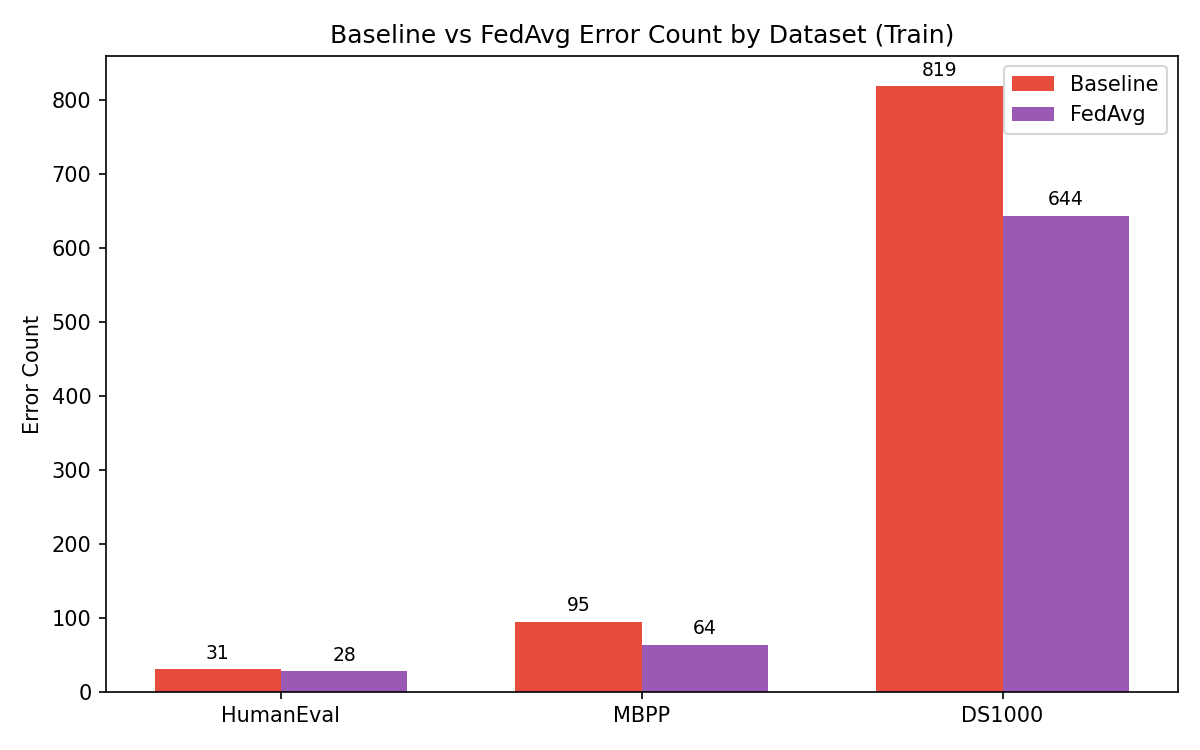 Baseline vs FedAvg Error Count by Dataset (Train)
Baseline
FedAvg
Error Count
800
700
600
500
400
300
200
100
0
31
28
95
64
819
644
HumanEval
MBPP
DS1000